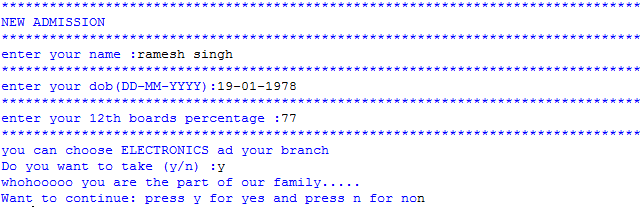 ********************************************************************************
NEW ADMISSION
********************************************************************************
enter your name :ramesh singh
********************************************************************************
enter your dob(DD-MM-YYYY):19-01-1978
********************************************************************************
enter your 12th boards percentage :77
********************************************************************************
you can choose ELECTRONICS ad your branch
Do you want to take (y/n) :y
whohooooo you are the part of our family.....
Want to continue: press y for yes and press n for non